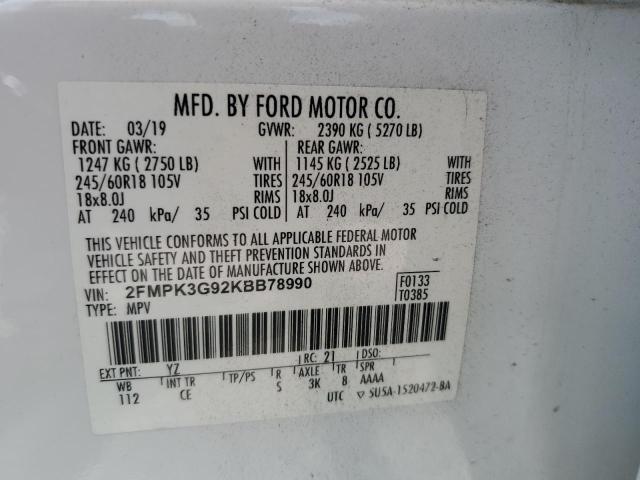 MFD. BY FORD MOTOR CO.
DATE: 03/19 GVWR: 2390 KG (5270 LB)
FRONT GAWR: REAR GAWR:
1247 KG (2750 LB) WITH 1145 KG (2525 LB) WITH
245/60R18 105V TIRES 245/60R18 105V TIRES
18x8.0J RIMS 18x8.0J RIMS
AT 240 kPa/ 35 PSI COLD AT 240 kPa/ 35 PSI COLD
THIS VEHICLE CONFORMS TO ALL APPLICABLE FEDERAL MOTOR
VEHICLE SAFETY AND THEFT PREVENTION STANDARDS IN
EFFECT ON THE DATE OF MANUFACTURE SHOWN ABOVE.
VIN: 2FMPK3G92KBB78990 F0133
TYPE: MPV T0385
EXT PNT: YZ RC: 21 DSO:
WB INT TR TP/PS R AXLE TR SPR
112 CE S 3K 8 AAAA
UTC ▽ 5U5A-1520472-BA